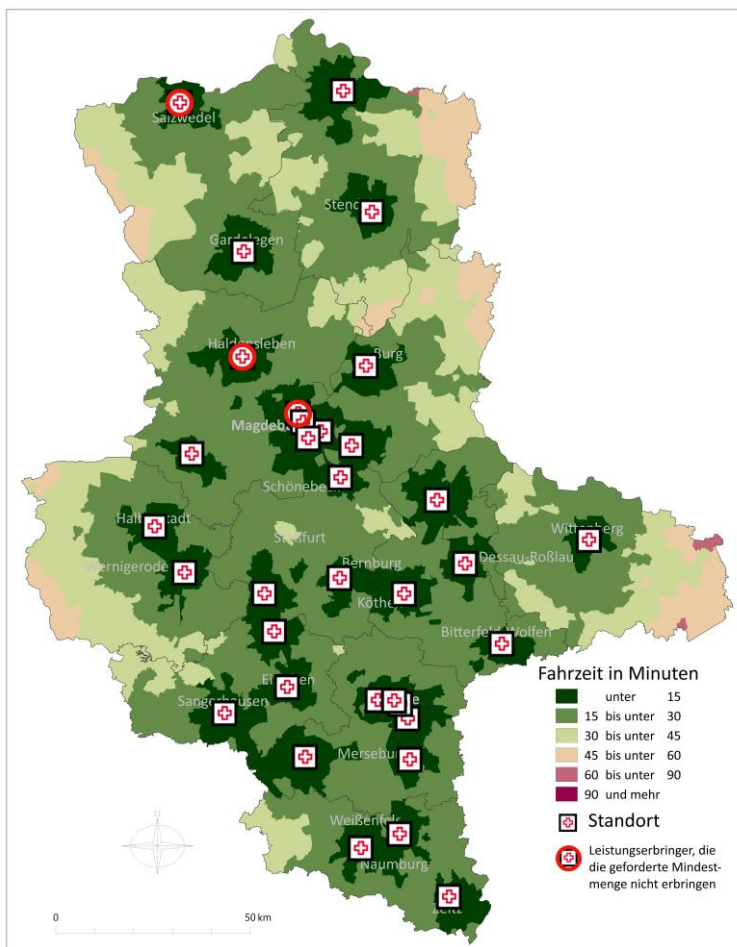 Salzwedel
Stendal
Gardelegen
Haldensleben
Burg
Magdeburg
Schönebeck
Halberstadt
Staßfurt
Wittenberg
Wernigerode
Bernburg
Dessau-Roßlau
Köthen
Bitterfeld-Wolfen
Sangerhausen
Merseburg
Weißenfels
Naumburg
Zeitz
Fahrzeit in Minuten
unter 15
15 bis unter 30
30 bis unter 45
45 bis unter 60
60 bis unter 90
90 und mehr
Standort
Leistungserbringer, die
die geforderte Mindest-
menge nicht erbringen
0 50 km